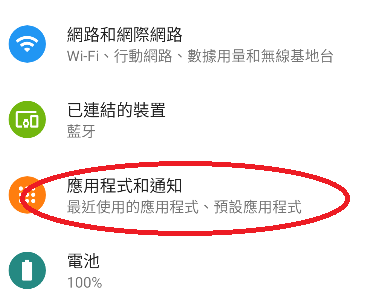 網路和網際網路
Wi-Fi、行動網路、數據用量和無線基地台
已連結的裝置
藍牙
應用程式和通知
最近使用的應用程式、預設應用程式
電池
100%